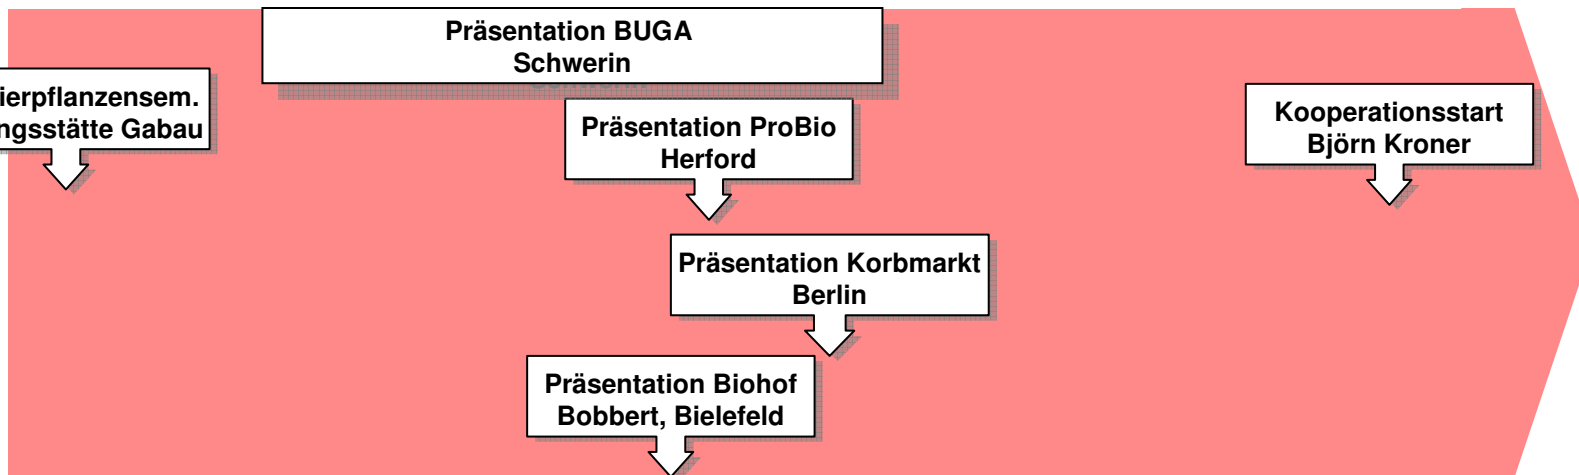 Präsentation BUGA
Schwerin
ierpflanzensem.
ngsstätte Gabau
Präsentation ProBio
Herford
Kooperationsstart
Björn Kroner
Präsentation Korbmarkt
Berlin
Präsentation Biohof
Bobbert, Bielefeld